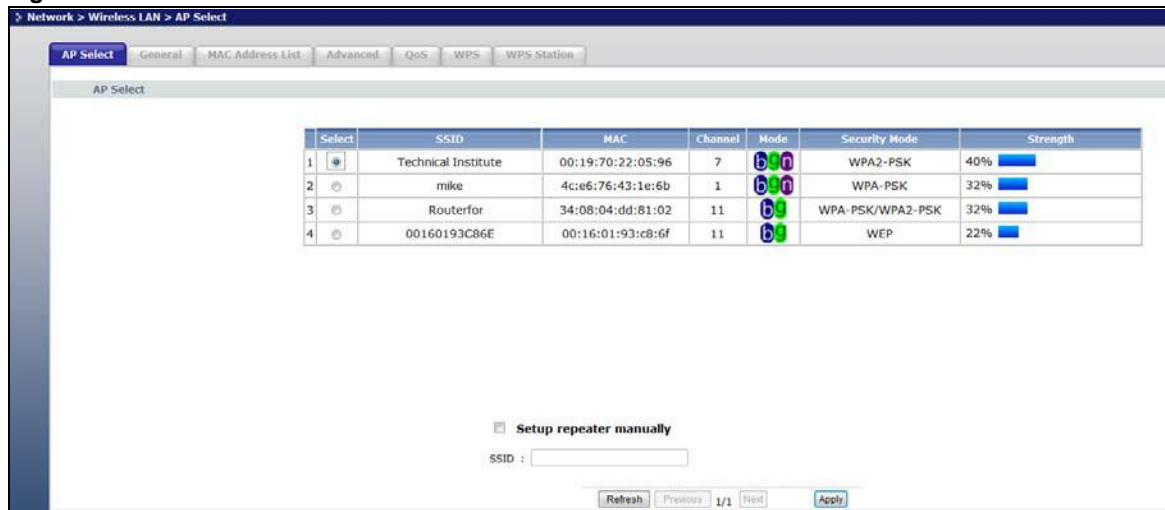 Network > Wireless LAN > AP Select
AP Select General MAC Address List Advanced QoS WPS WPS Station
AP Select
Select SSID MAC Channel Mode Security Mode Strength
1 Technical Institute 00:19:70:22:05:96 7 bgn WPA2-PSK 40%
2 mike 4c:e6:76:43:1e:6b 1 bgn WPA-PSK 32%
3 Routerfor 34:08:04:dd:81:02 11 bg WPA-PSK/WPA2-PSK 32%
4 00160193C86E 00:16:01:93:c8:6f 11 bg WEP 22%
Setup repeater manually
SSID :
Refresh Previous 1/1 Next Apply